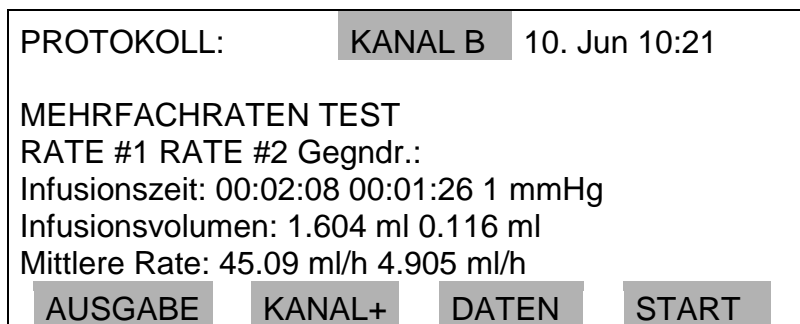 PROTOKOLL: KANAL B 10. Jun 10:21
MEHRFACHRATEN TEST
RATE #1 RATE #2 Gegndr.:
Infusionszeit: 00:02:08 00:01:26 1 mmHg
Infusionsvolumen: 1.604 ml 0.116 ml
Mittlere Rate: 45.09 ml/h 4.905 ml/h
AUSGABE KANAL+ DATEN START